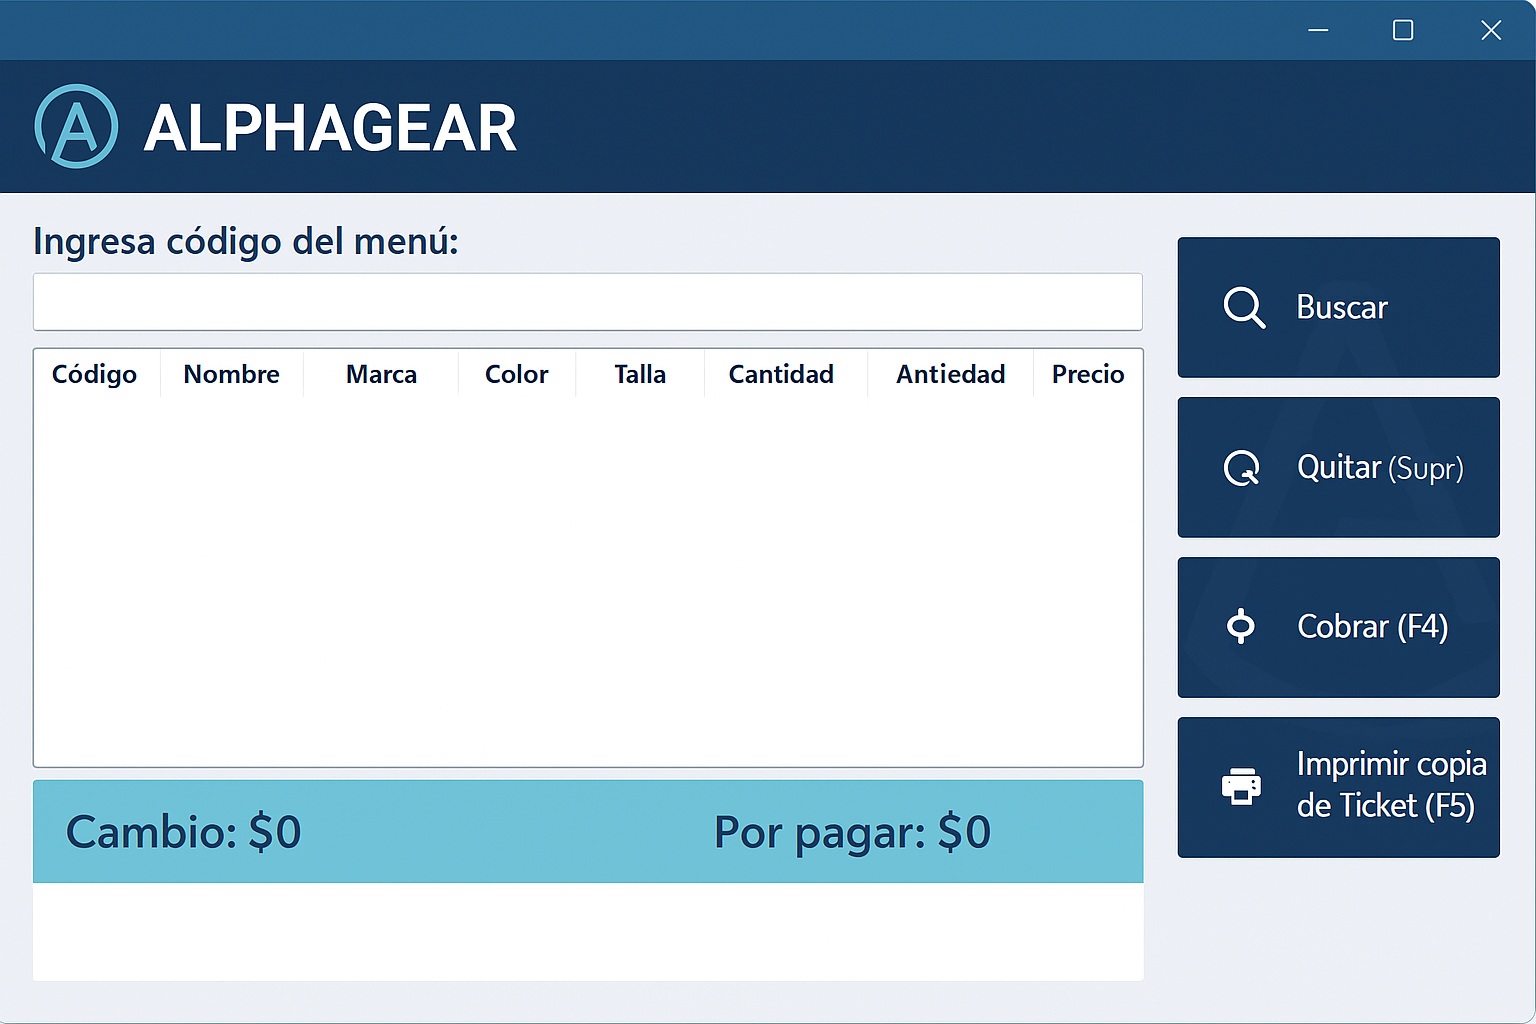 ALPHAGEAR
Ingresa código del menú:
Código Nombre Marca Color Talla Cantidad Antiedad Precio
Cambio: $0 Por pagar: $0
Buscar
Quitar (Supr)
Cobrar (F4)
Imprimir copia
de Ticket (F5)